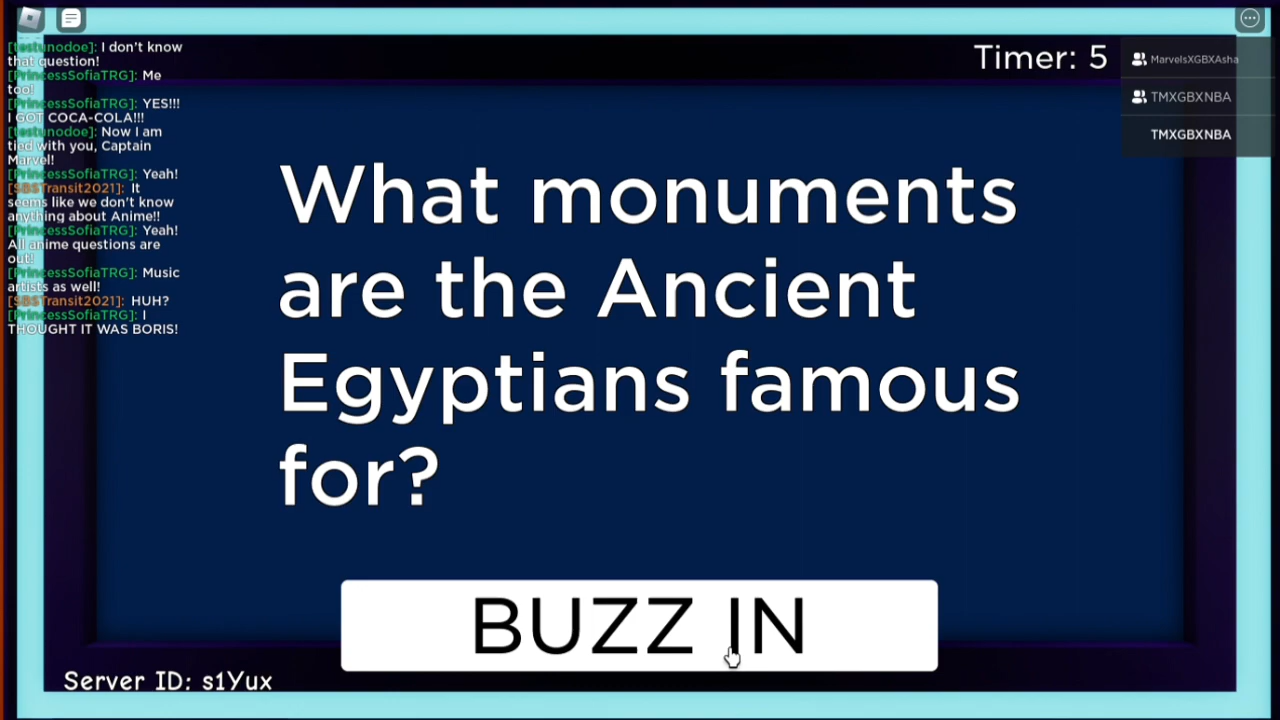 [testunodoe]: I don't know
that question!
[PrincessSofiaTRG]: Me
too!
[PrincessSofiaTRG]: YES!!!
I GOT COCA-COLA!!!
[testunodoe]: Now I am
tied with you, Captain
Marvel!
[PrincessSofiaTRG]: Yeah!
[SBSTransit2021]: It
seems like we don't know
anything about Anime!!
[PrincessSofiaTRG]: Yeah!
All anime questions are
out!
[PrincessSofiaTRG]: Music
artists as well!
[SBSTransit2021]: HUH?
[PrincessSofiaTRG]: I
THOUGHT IT WAS BORIS!
Timer: 5
MarvelsXGBXAsha
TMXGBXNBA
TMXGBXNBA
What monuments
are the Ancient
Egyptians famous
for?
BUZZ IN
Server ID: s1Yux